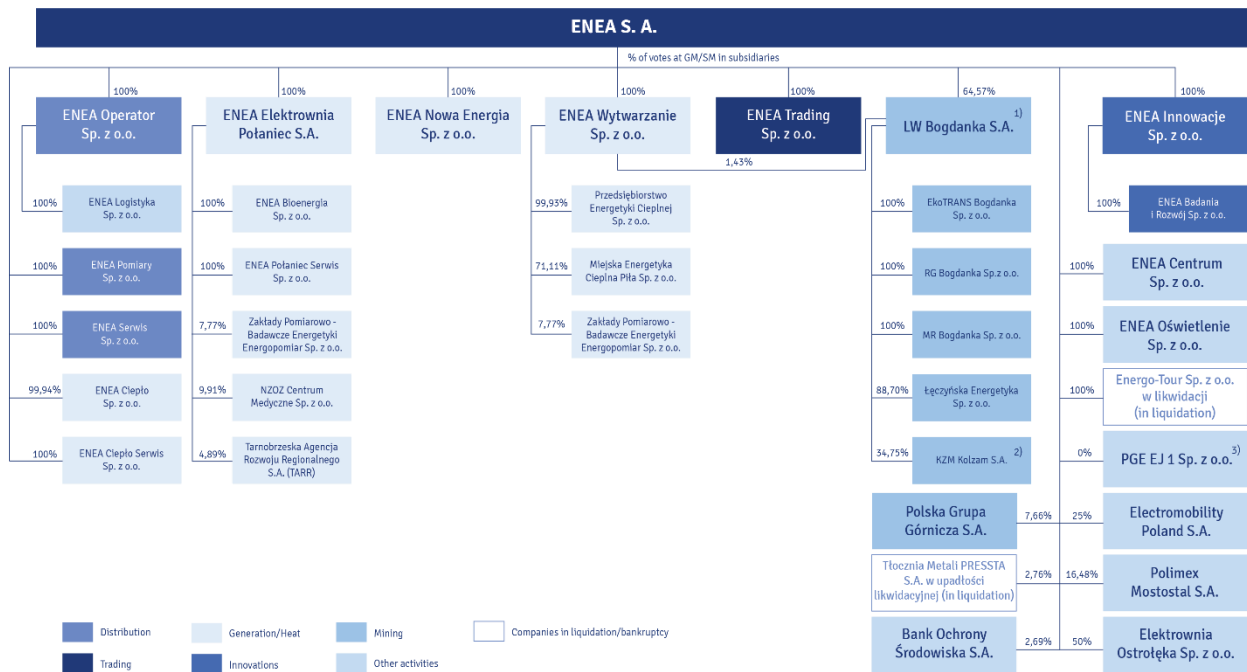 ENEA S. A.
% of votes at GM/SM in subsidiaries
100%
ENEA Operator
Sp. z o.o.
100%
ENEA Logistyka
Sp. z o.o.
100%
ENEA Pomiary
Sp. z o.o.
100%
ENEA Serwis
Sp. z o.o.
99,94%
ENEA Ciepło
Sp. z o.o.
100%
ENEA Ciepło Serwis
Sp. z o.o.
100%
ENEA Elektrownia
Połaniec S.A.
100%
ENEA Bioenergia
Sp. z o.o.
100%
ENEA Połaniec Serwis
Sp. z o.o.
7,77%
Zakłady Pomiarowo -
Badawcze Energetyki
Energopomiar Sp. z o.o.
9,91%
NZOZ Centrum
Medyczne Sp. z o.o.
4,89%
Tarnobrzeska Agencja
Rozwoju Regionalnego
S.A. (TARR)
100%
ENEA Nowa Energia
Sp. z o.o.
100%
ENEA Wytwarzanie
Sp. z o.o.
99,93%
Przedsiębiorstwo
Energetyki Cieplnej
Sp. z o.o.
71,11%
Miejska Energetyka
Cieplna Piła Sp. z o.o.
7,77%
Zakłady Pomiarowo -
Badawcze Energetyki
Energopomiar Sp. z o.o.
100%
ENEA Trading
Sp. z o.o.
1,43%
64,57%
LW Bogdanka S.A. 1)
100%
EkoTRANS Bogdanka
Sp. z o.o.
100%
RG Bogdanka Sp.z o.o.
100%
MR Bogdanka Sp. z o.o.
88,70%
Łęczyńska Energetyka
Sp. z o.o.
34,75%
KZM Kolzam S.A. 2)
Polska Grupa
Górnicza S.A.
7,66%
Tłocznia Metali PRESSTA
S.A. w upadłości
likwidacyjnej (in liquidation)
2,76%
Bank Ochrony
Środowiska S.A.
2,69%
100%
ENEA Innowacje
Sp. z o.o.
100%
ENEA Badania
i Rozwój Sp. z o.o.
100%
ENEA Centrum
Sp. z o.o.
100%
ENEA Oświetlenie
Sp. z o.o.
100%
Energo-Tour Sp. z o.o.
w likwidacji
(in liquidation)
0%
PGE EJ 1 Sp. z o.o. 3)
25%
Electromobility
Poland S.A.
16,48%
Polimex
Mostostal S.A.
50%
Elektrownia
Ostrołęka Sp. z o.o.
Distribution
Generation/Heat
Mining
Companies in liquidation/bankruptcy
Trading
Innovations
Other activities